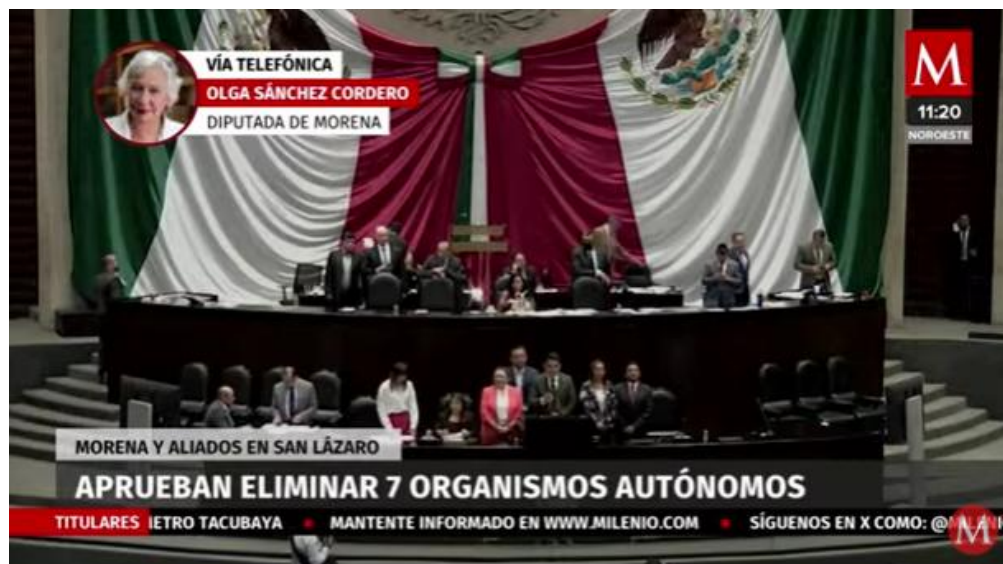 VÍA TELEFÓNICA
OLGA SÁNCHEZ CORDERO
DIPUTADA DE MORENA
M
11:20
NOROESTE
MORENA Y ALIADOS EN SAN LÁZARO
APRUEBAN ELIMINAR 7 ORGANISMOS AUTÓNOMOS
TITULARES IETRO TACUBAYA • MANTENTE INFORMADO EN WWW.MILENIO.COM • SÍGUENOS EN X COMO:
M